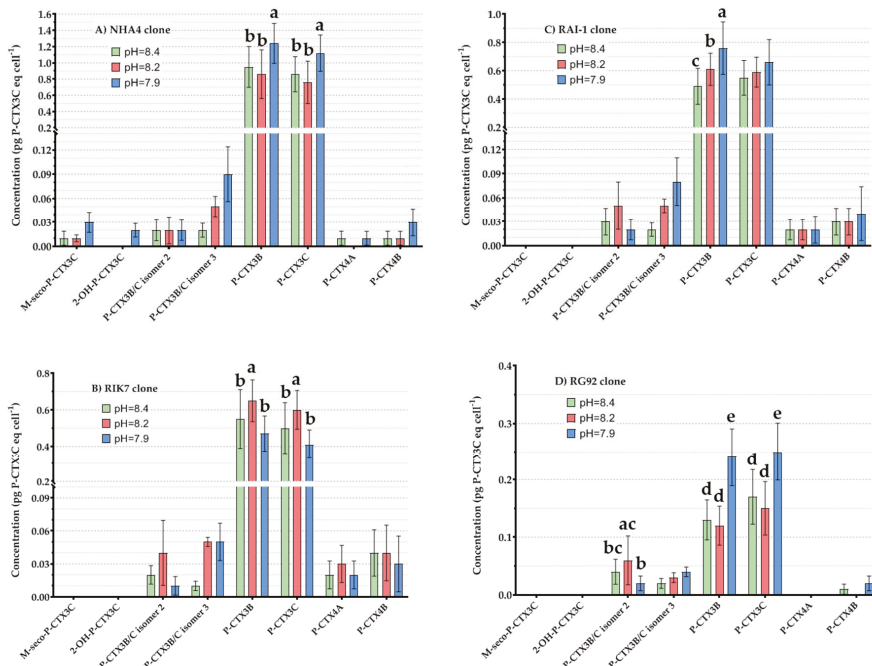 A) NHA4 clone
pH=8.4
pH=8.2
pH=7.9
Concentration (pg P-CTX3C eq cell⁻¹)
1.6
1.4
1.2
1.0
0.8
0.6
0.4
0.2
0.12
0.09
0.06
0.03
0.00
b b a b b a
M-seco-P-CTX3C
2-OH-P-CTX3C
P-CTX3B/C isomer 2
P-CTX3B/C isomer 3
P-CTX3B
P-CTX3C
P-CTX4A
P-CTX4B
C) RAI-1 clone
pH=8.4
pH=8.2
pH=7.9
Concentration (pg P-CTX3C eq cell⁻¹)
1.0
0.8
0.6
0.4
0.2
0.12
0.09
0.06
0.03
0.00
c b a
M-seco-P-CTX3C
2-OH-P-CTX3C
P-CTX3B/C isomer 2
P-CTX3B/C isomer 3
P-CTX3B
P-CTX3C
P-CTX4A
P-CTX4B
B) RIK7 clone
pH=8.4
pH=8.2
pH=7.9
Concentration (pg P-CTX3C eq cell⁻¹)
0.8
0.6
0.4
0.2
0.09
0.06
0.03
0.00
b a b b a b
M-seco-P-CTX3C
2-OH-P-CTX3C
P-CTX3B/C isomer 2
P-CTX3B/C isomer 3
P-CTX3B
P-CTX3C
P-CTX4A
P-CTX4B
D) RG92 clone
pH=8.4
pH=8.2
pH=7.9
Concentration (pg P-CTX3C eq cell⁻¹)
0.4
0.3
0.2
0.1
0.0
bc ac b d d e d d e
M-seco-P-CTX3C
2-OH-P-CTX3C
P-CTX3B/C isomer 2
P-CTX3B/C isomer 3
P-CTX3B
P-CTX3C
P-CTX4A
P-CTX4B